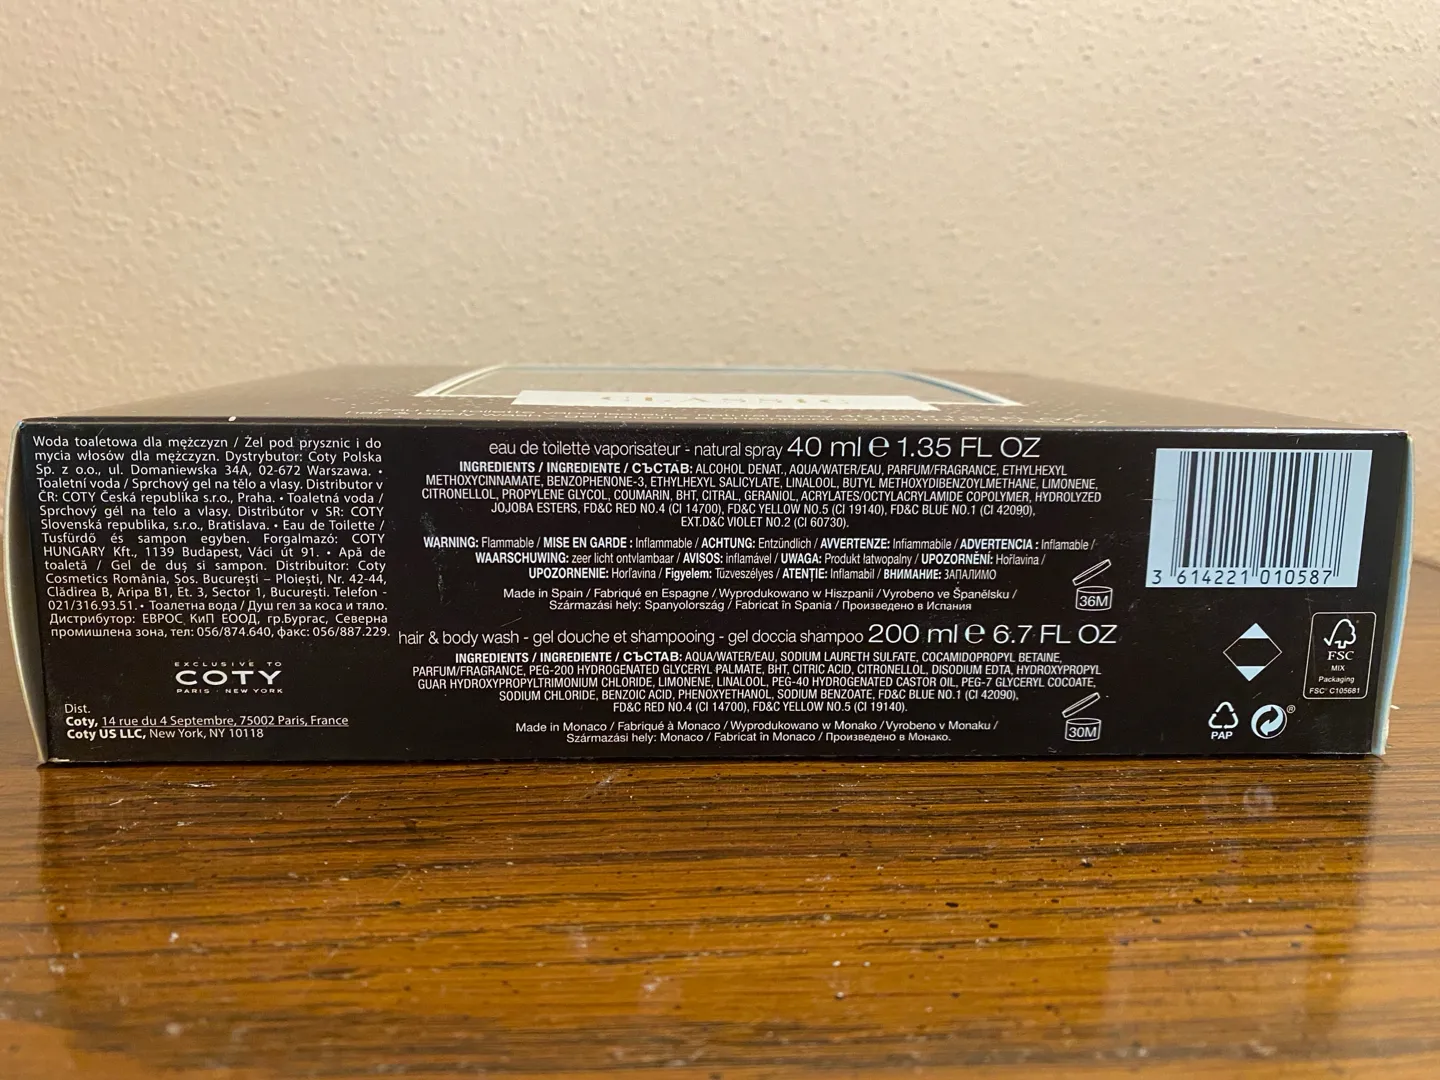 CLASSIC
Woda toaletowa dla mężczyzn / Żel pod prysznic i do
mycia włosów dla mężczyzn. Dystrybutor: Coty Polska
Sp. z o.o., ul. Domaniewska 34A, 02-672 Warszawa. •
Toaletní voda / Sprchový gel na tělo a vlasy. Distributor v
ČR: COTY Česká republika s.r.o., Praha. • Toaletná voda /
Sprchový gél na telo a vlasy. Distribútor v SR: COTY
Slovenská republika, s.r.o., Bratislava. • Eau de Toilette /
Tusfürdő és sampon egyben. Forgalmazó: COTY
HUNGARY Kft., 1139 Budapest, Váci út 91. • Apă de
toaletă / Gel de duș si sampon. Distribuitor: Coty
Cosmetics România, Șos. București – Ploiești, Nr. 42-44,
Clădirea B, Aripa B1, Et. 3, Sector 1, București. Telefon -
021/316.93.51. • Тоалетна вода / Душ гел за коса и тяло.
Дистрибутор: ЕВРОС КиП ЕООД, гр.Бургас, Северна
промишлена зона, тел: 056/874.640, факс: 056/887.229.
EXCLUSIVE TO
COTY
PARIS · NEW YORK
Dist.
Coty, 14 rue du 4 Septembre, 75002 Paris, France
Coty US LLC, New York, NY 10118
eau de toilette vaporisateur - natural spray 40 ml ℮ 1.35 FL OZ
INGREDIENTS / INGREDIENTE / СЪСТАВ: ALCOHOL DENAT., AQUA/WATER/EAU, PARFUM/FRAGRANCE, ETHYLHEXYL
METHOXYCINNAMATE, BENZOPHENONE-3, ETHYLHEXYL SALICYLATE, LINALOOL, BUTYL METHOXYDIBENZOYLMETHANE, LIMONENE,
CITRONELLOL, PROPYLENE GLYCOL, COUMARIN, BHT, CITRAL, GERANIOL, ACRYLATES/OCTYLACRYLAMIDE COPOLYMER, HYDROLYZED
JOJOBA ESTERS, FD&C RED NO.4 (CI 14700), FD&C YELLOW NO.5 (CI 19140), FD&C BLUE NO.1 (CI 42090),
EXT.D&C VIOLET NO.2 (CI 60730).
WARNING: Flammable / MISE EN GARDE : Inflammable / ACHTUNG: Entzündlich / AVVERTENZE: Infiammabile / ADVERTENCIA : Inflamable /
WAARSCHUWING: zeer licht ontvlambaar / AVISOS: inflamável / UWAGA: Produkt łatwopalny / UPOZORNĚNÍ: Hořlavina /
UPOZORNENIE: Horľavina / Figyelem: Tűzveszélyes / ATENȚIE: Inflamabil / ВНИМАНИЕ: ЗАПАЛИМО
Made in Spain / Fabriqué en Espagne / Wyprodukowano w Hiszpanii / Vyrobeno ve Španělsku /
Származási hely: Spanyolország / Fabricat în Spania / Произведено в Испания
36M
hair & body wash - gel douche et shampooing - gel doccia shampoo 200 ml ℮ 6.7 FL OZ
INGREDIENTS / INGREDIENTE / СЪСТАВ: AQUA/WATER/EAU, SODIUM LAURETH SULFATE, COCAMIDOPROPYL BETAINE,
PARFUM/FRAGRANCE, PEG-200 HYDROGENATED GLYCERYL PALMATE, BHT, CITRIC ACID, CITRONELLOL, DISODIUM EDTA, HYDROXYPROPYL
GUAR HYDROXYPROPYLTRIMONIUM CHLORIDE, LIMONENE, LINALOOL, PEG-40 HYDROGENATED CASTOR OIL, PEG-7 GLYCERYL COCOATE,
SODIUM CHLORIDE, BENZOIC ACID, PHENOXYETHANOL, SODIUM BENZOATE, FD&C BLUE NO.1 (CI 42090),
FD&C RED NO.4 (CI 14700), FD&C YELLOW NO.5 (CI 19140).
Made in Monaco / Fabriqué à Monaco / Wyprodukowano w Monako / Vyrobeno v Monaku /
Származási hely: Monaco / Fabricat în Monaco / Произведено в Монако.
30M
3 614221 010587
FSC
MIX
Packaging
FSC® C105681
PAP
®